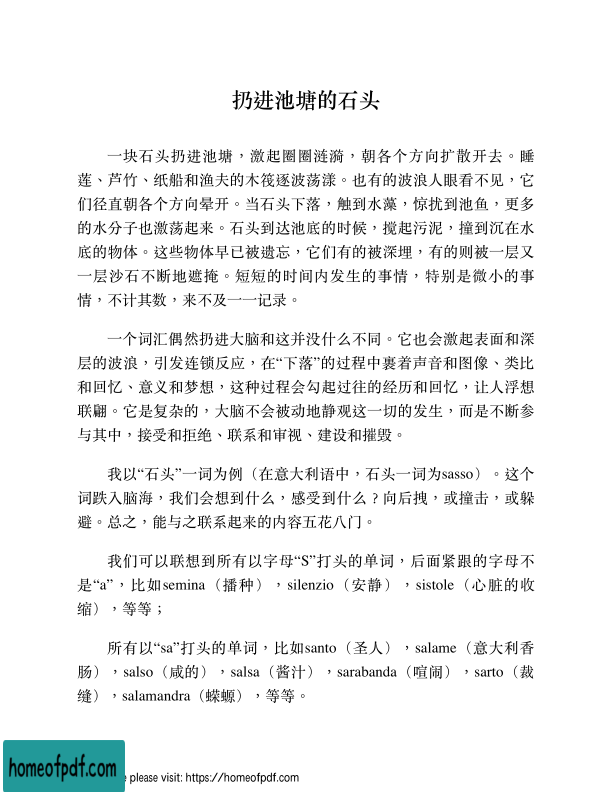 扔进池塘的石头
一块石头扔进池塘，激起圈圈涟漪，朝各个方向扩散开去。睡
莲、芦竹、纸船和渔夫的木筏逐波荡漾。也有的波浪人眼看不见，它
们径直朝各个方向晕开。当石头下落，触到水藻，惊扰到池鱼，更多
的水分子也激荡起来。石头到达池底的时候，搅起污泥，撞到沉在水
底的物体。这些物体早已被遗忘，它们有的被深埋，有的则被一层又
一层沙石不断地遮掩。短短的时间内发生的事情，特别是微小的事
情，不计其数，来不及一一记录。
一个词汇偶然扔进大脑和这并没什么不同。它也会激起表面和深
层的波浪，引发连锁反应，在“下落”的过程中裹着声音和图像、类比
和回忆、意义和梦想，这种过程会勾起过往的经历和回忆，让人浮想
联翩。它是复杂的，大脑不会被动地静观这一切的发生，而是不断参
与其中，接受和拒绝、联系和审视、建设和摧毁。
我以“石头”一词为例（在意大利语中，石头一词为sasso）。这个
词跌入脑海，我们会想到什么，感受到什么？向后拽，或撞击，或躲
避。总之，能与之联系起来的内容五花八门。
我们可以联想到所有以字母“S”打头的单词，后面紧跟的字母不
是“a”，比如semina（播种），silenzio（安静），sistole（心脏的收
缩），等等；
所有以“sa”打头的单词，比如santo（圣人），salame（意大利香
肠），salso（咸的），salsa（酱汁），sarabanda（喧闹），sarto（裁
缝），salamandra（蝾螈），等等。
homeofpdf.com
e please visit: https://homeofpdf.com